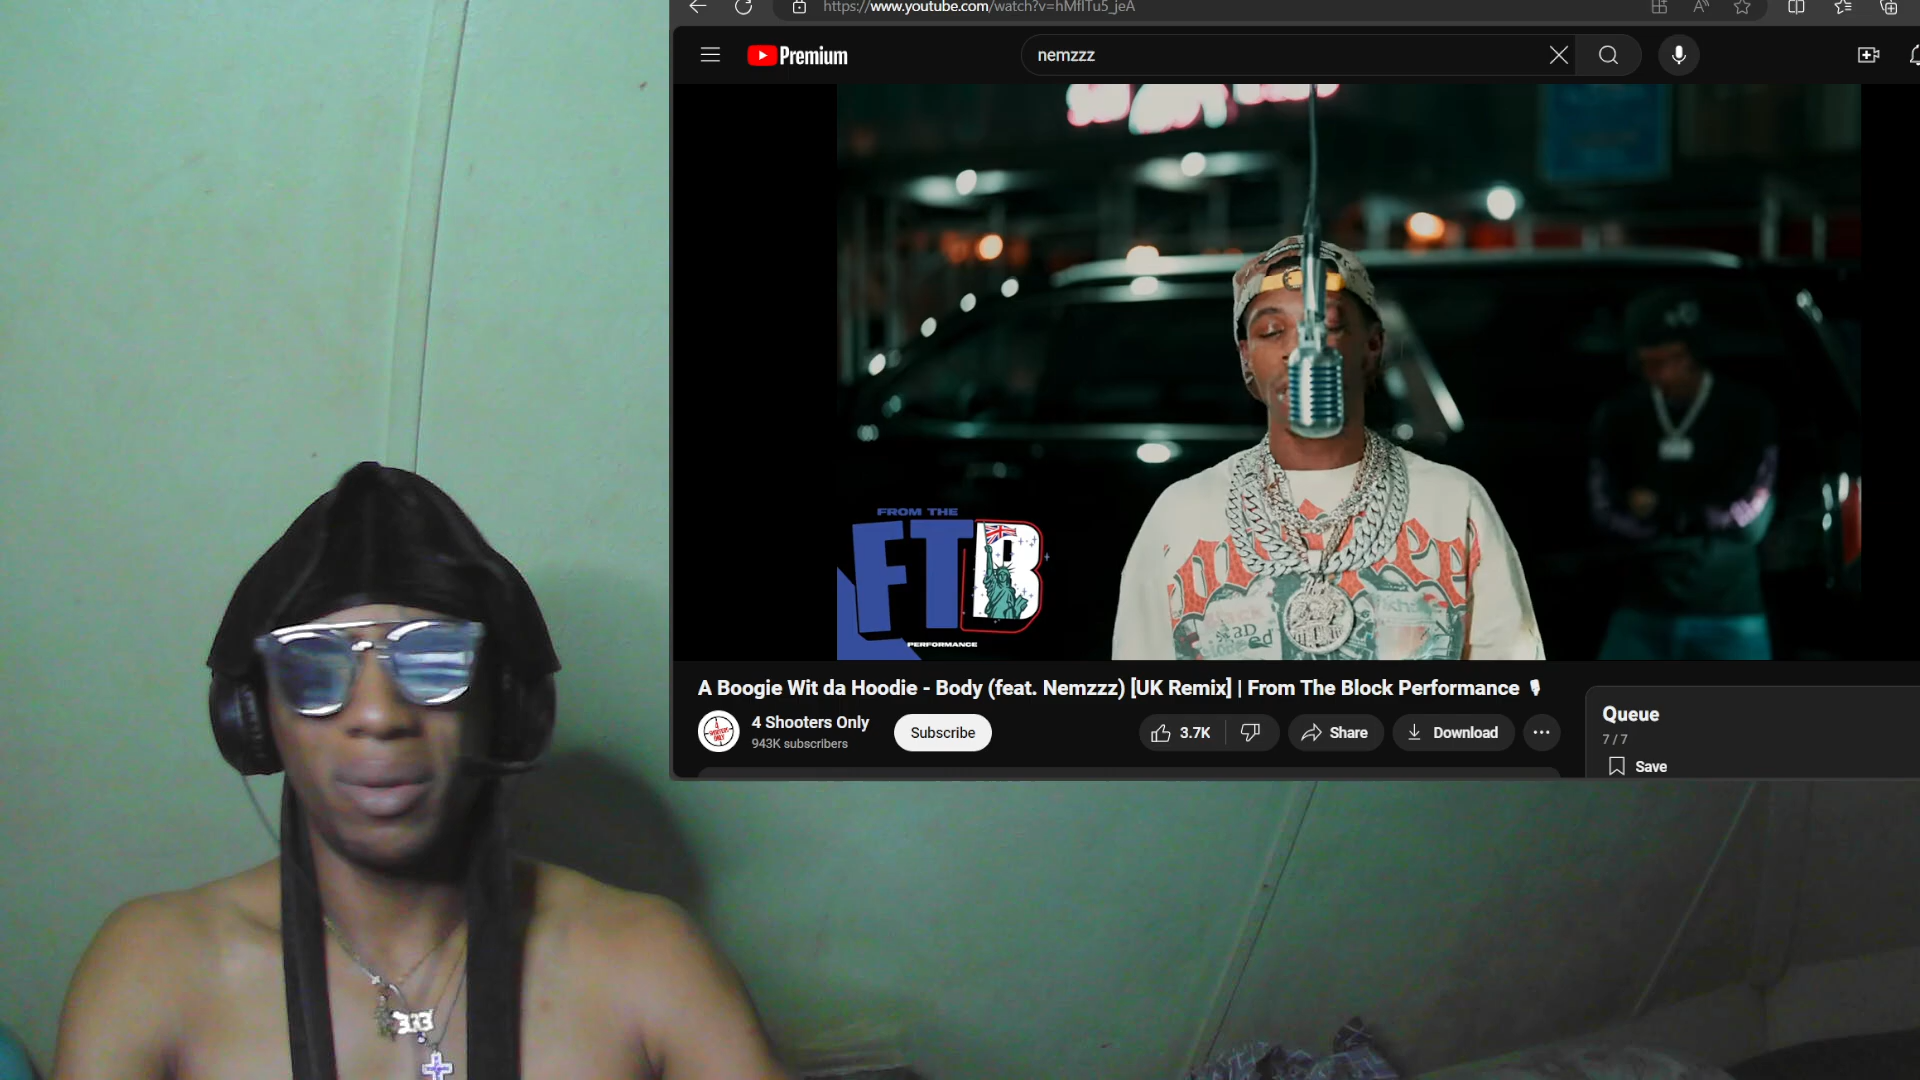 https://www.youtube.com/watch?v=hMflTu5_jeA
Premium
nemzzz
FROM THE
FTB
PERFORMANCE
A Boogie Wit da Hoodie - Body (feat. Nemzzz) [UK Remix] | From The Block Performance 🎙
4 Shooters Only
943K subscribers
Subscribe
3.7K
Share
Download
Queue
7 / 7
Save
333